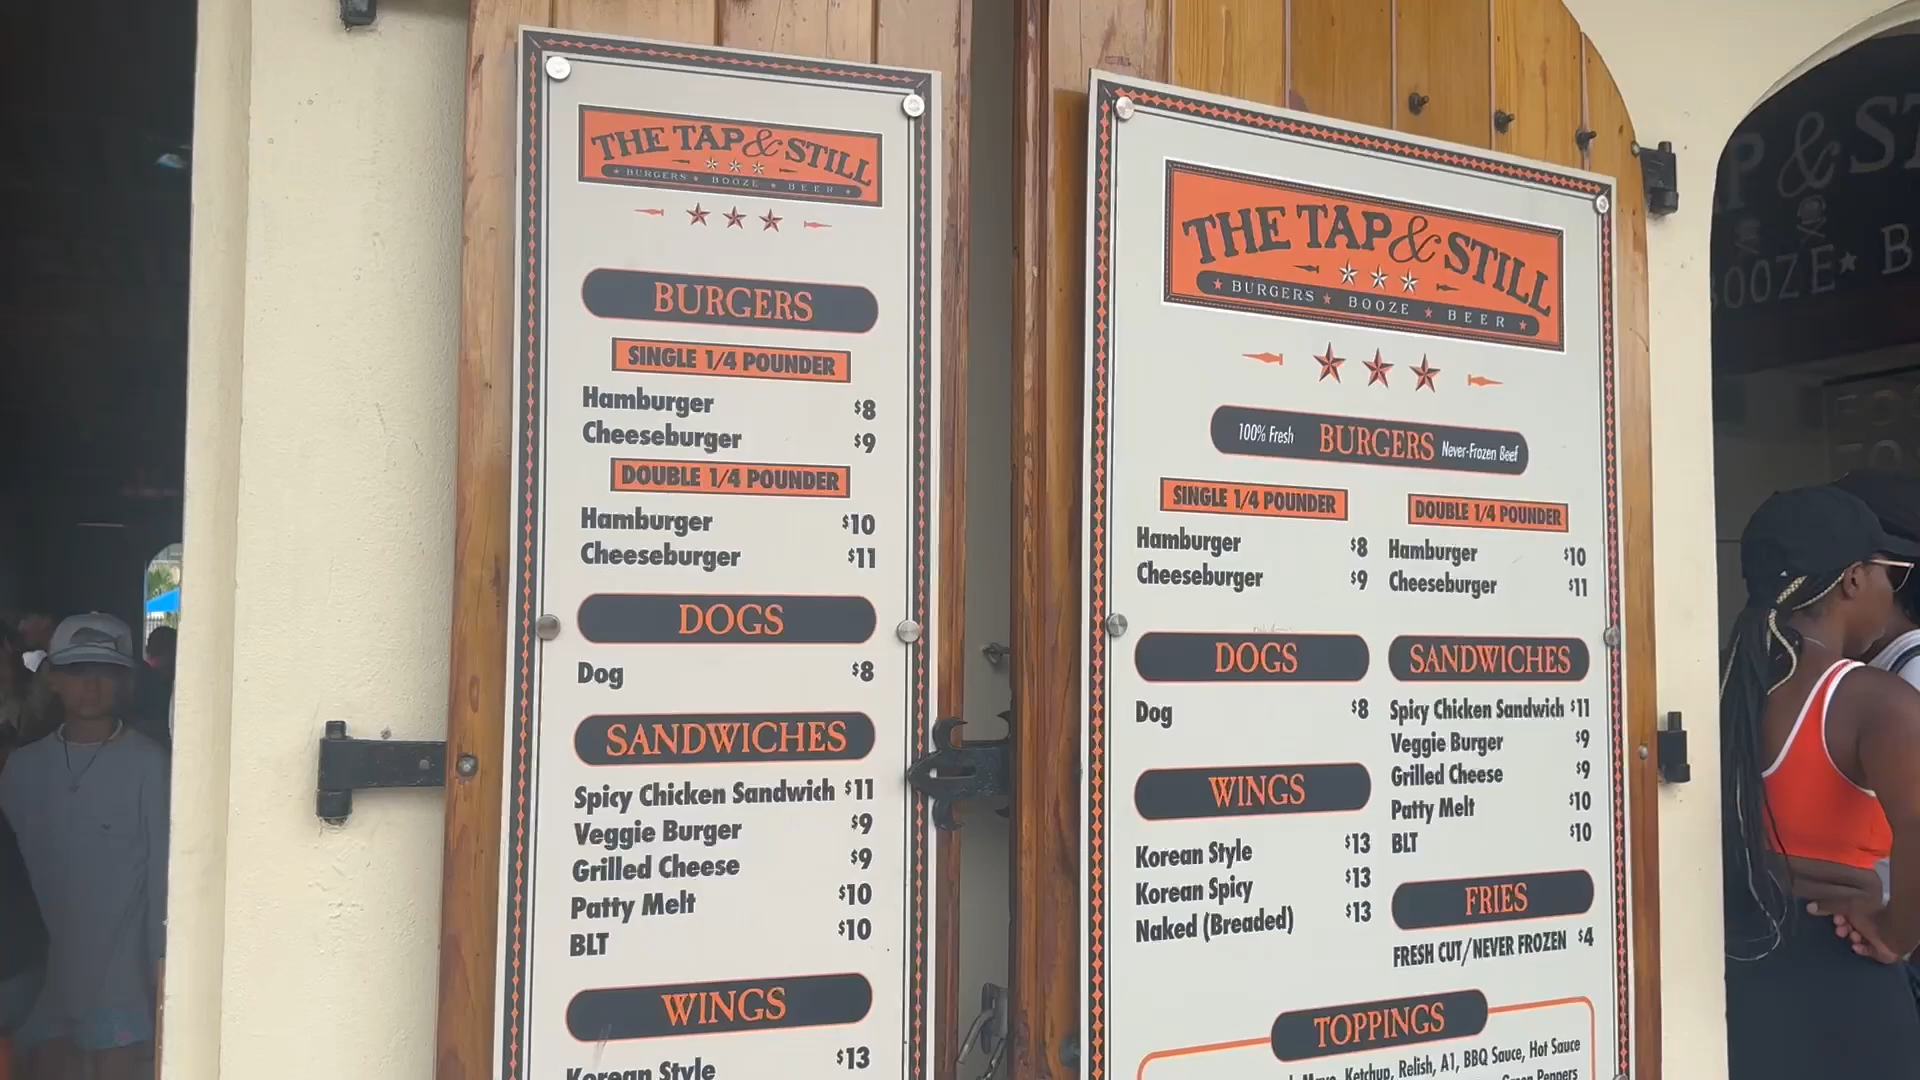 THE TAP & STILL
BURGERS ★ BOOZE ★ BEER
BURGERS
SINGLE 1/4 POUNDER
Hamburger $8
Cheeseburger $9
DOUBLE 1/4 POUNDER
Hamburger $10
Cheeseburger $11
DOGS
Dog $8
SANDWICHES
Spicy Chicken Sandwich $11
Veggie Burger $9
Grilled Cheese $9
Patty Melt $10
BLT $10
WINGS
Korean Style $13
THE TAP & STILL
★ BURGERS ★ BOOZE ★ BEER ★
100% Fresh BURGERS Never-Frozen Beef
SINGLE 1/4 POUNDER
Hamburger $8
Cheeseburger $9
DOUBLE 1/4 POUNDER
Hamburger $10
Cheeseburger $11
DOGS
Dog $8
WINGS
Korean Style $13
Korean Spicy $13
Naked (Breaded) $13
SANDWICHES
Spicy Chicken Sandwich $11
Veggie Burger $9
Grilled Cheese $9
Patty Melt $10
BLT $10
FRIES
FRESH CUT/NEVER FROZEN $4
TOPPINGS
Mayo, Ketchup, Relish, A1, BBQ Sauce, Hot Sauce
Green Peppers
P & ST
BOOZE ★ B